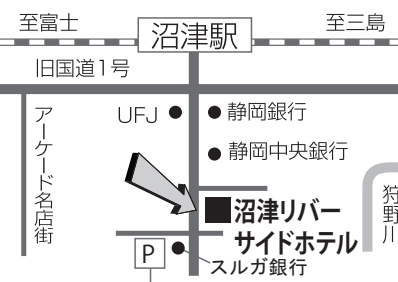 至富士
至三島
沼津駅
旧国道1号
UFJ
静岡銀行
静岡中央銀行
アーケード名店街
狩野川
沼津リバー
サイドホテル
P
スルガ銀行